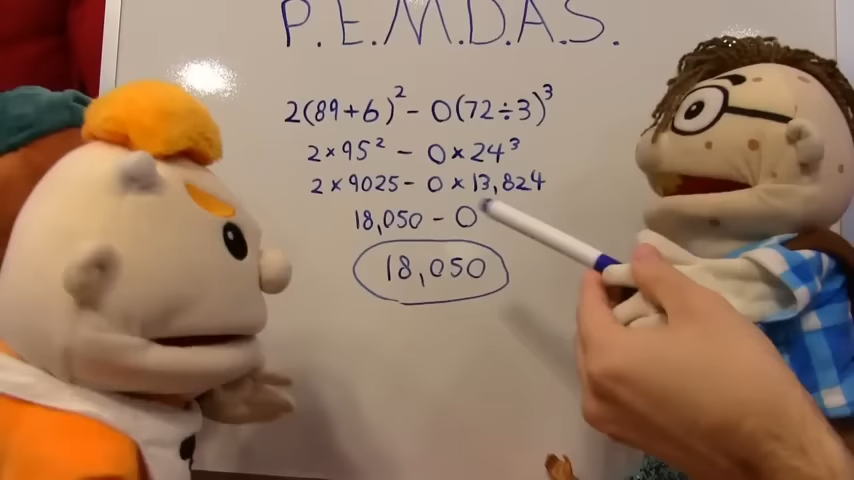 P.E.M.D.A.S.
2(89+6)² - 0(72÷3)³
2×95² - 0×24³
2×9025 - 0×13,824
18,050 - 0
18,050